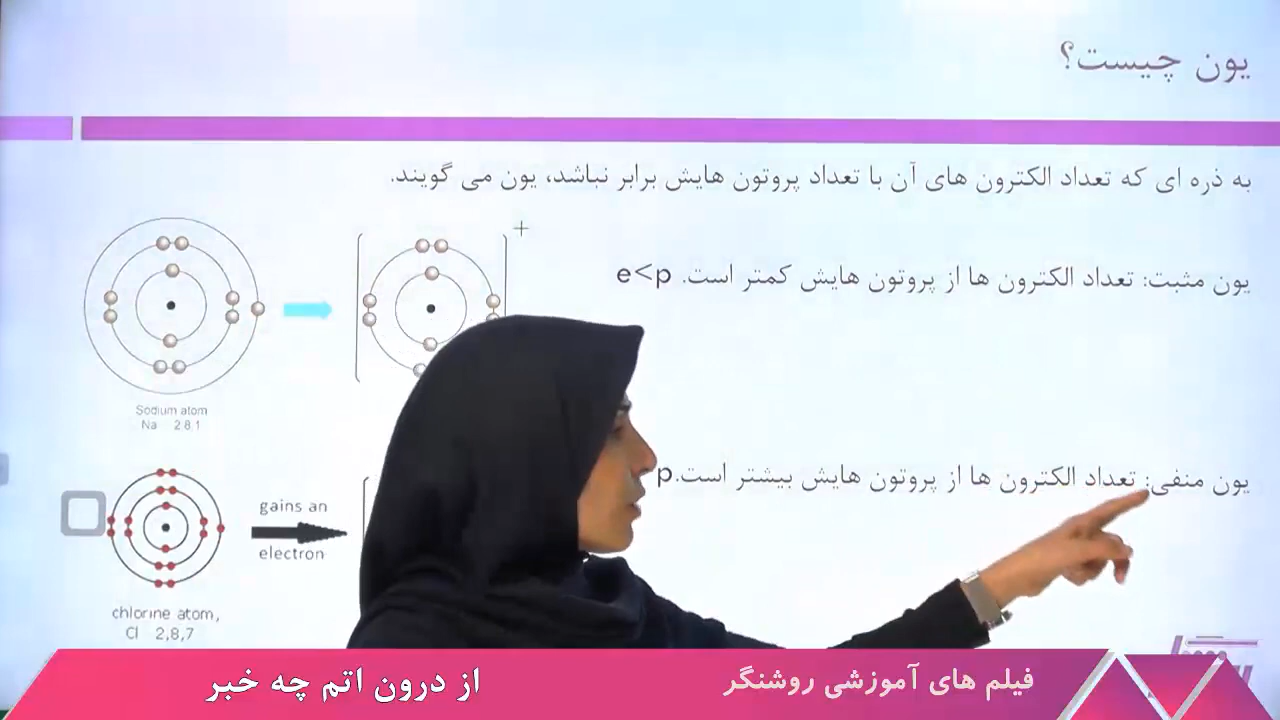 یون چیست؟
به ذره ای که تعداد الکترون های آن با تعداد پروتون هایش برابر نباشد، یون می گویند.
+
یون مثبت: تعداد الکترون ها از پروتون هایش کمتر است. e<p
Sodium atom
Na 2 8 1
یون منفی: تعداد الکترون ها از پروتون هایش بیشتر است.p
gains an
electron
chlorine atom,
Cl 2,8,7
فیلم های آموزشی روشنگر
از درون اتم چه خبر